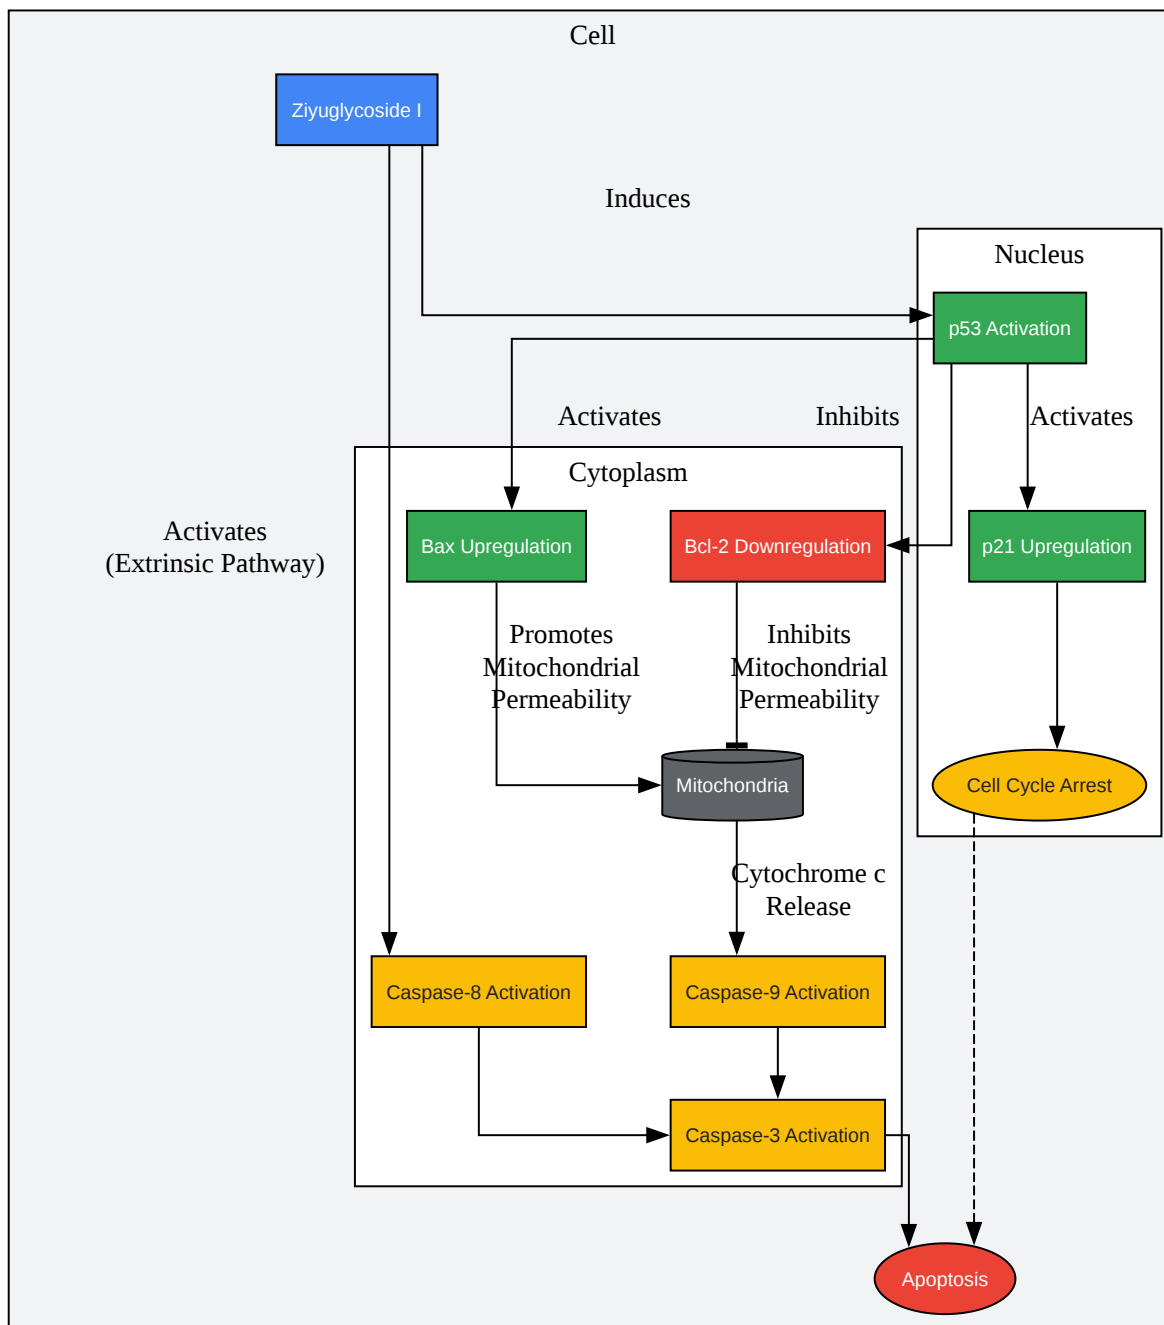 Cell
Ziyuglycoside I
Induces
Nucleus
p53 Activation
Activates
Inhibits
Activates
Cytoplasm
Activates
(Extrinsic Pathway)
Bax Upregulation
Bcl-2 Downregulation
p21 Upregulation
Promotes
Mitochondrial
Permeability
Inhibits
Mitochondrial
Permeability
Mitochondria
Cell Cycle Arrest
Cytochrome c
Release
Caspase-8 Activation
Caspase-9 Activation
Caspase-3 Activation
Apoptosis